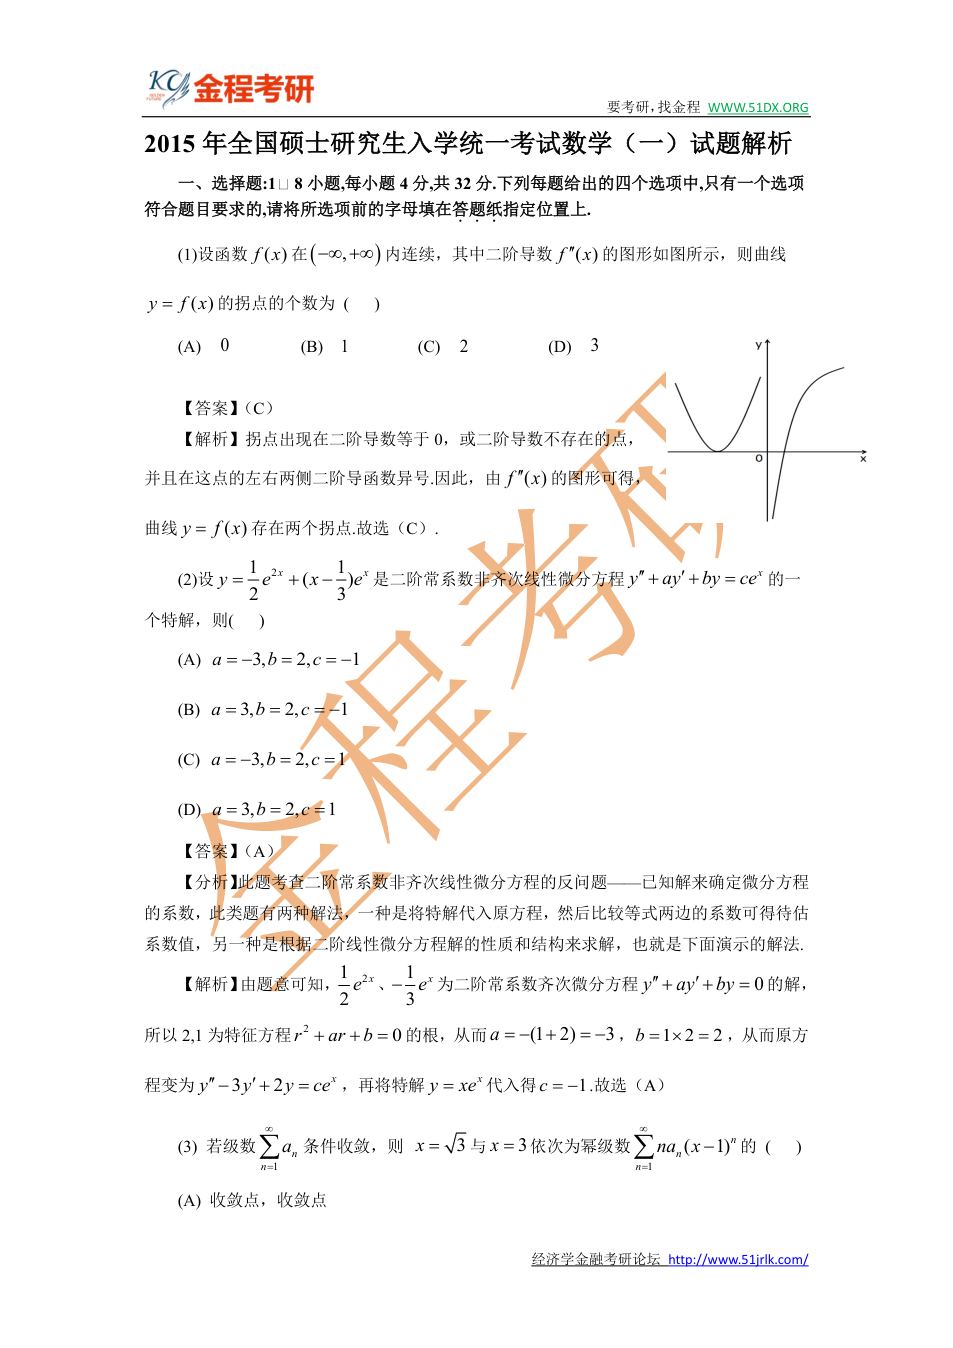 KCy 金程考研
GOLDEN FUTURE
要考研,找金程 WWW.51DX.ORG
2015 年全国硕士研究生入学统一考试数学（一）试题解析
一、选择题:1□ 8 小题,每小题 4 分,共 32 分.下列每题给出的四个选项中,只有一个选项
符合题目要求的,请将所选项前的字母填在答题纸指定位置上.
(1)设函数 f(x) 在 (−∞,+∞) 内连续，其中二阶导数 f″(x) 的图形如图所示，则曲线
y = f(x) 的拐点的个数为 ( )
(A) 0 (B) 1 (C) 2 (D) 3
y
O
x
【答案】（C）
【解析】拐点出现在二阶导数等于 0，或二阶导数不存在的点，
并且在这点的左右两侧二阶导函数异号.因此，由 f″(x) 的图形可得，
曲线 y = f(x) 存在两个拐点.故选（C）.
(2)设 y = 1/2 e^{2x} + (x − 1/3)e^x 是二阶常系数非齐次线性微分方程 y″ + ay′ + by = ce^x 的一
个特解，则( )
(A) a = −3, b = 2, c = −1
(B) a = 3, b = 2, c = −1
(C) a = −3, b = 2, c = 1
(D) a = 3, b = 2, c = 1
【答案】（A）
【分析】此题考查二阶常系数非齐次线性微分方程的反问题——已知解来确定微分方程
的系数，此类题有两种解法，一种是将特解代入原方程，然后比较等式两边的系数可得待估
系数值，另一种是根据二阶线性微分方程解的性质和结构来求解，也就是下面演示的解法.
【解析】由题意可知，1/2 e^{2x}、−1/3 e^x 为二阶常系数齐次微分方程 y″ + ay′ + by = 0 的解，
所以 2,1 为特征方程 r² + ar + b = 0 的根，从而 a = −(1 + 2) = −3，b = 1 × 2 = 2，从而原方
程变为 y″ − 3y′ + 2y = ce^x，再将特解 y = xe^x 代入得 c = −1.故选（A）
(3) 若级数 ∑_{n=1}^{∞} a_n 条件收敛，则 x = √3 与 x = 3 依次为幂级数 ∑_{n=1}^{∞} na_n(x − 1)^n 的 ( )
(A) 收敛点，收敛点
经济学金融考研论坛 http://www.51jrlk.com/
金程考研